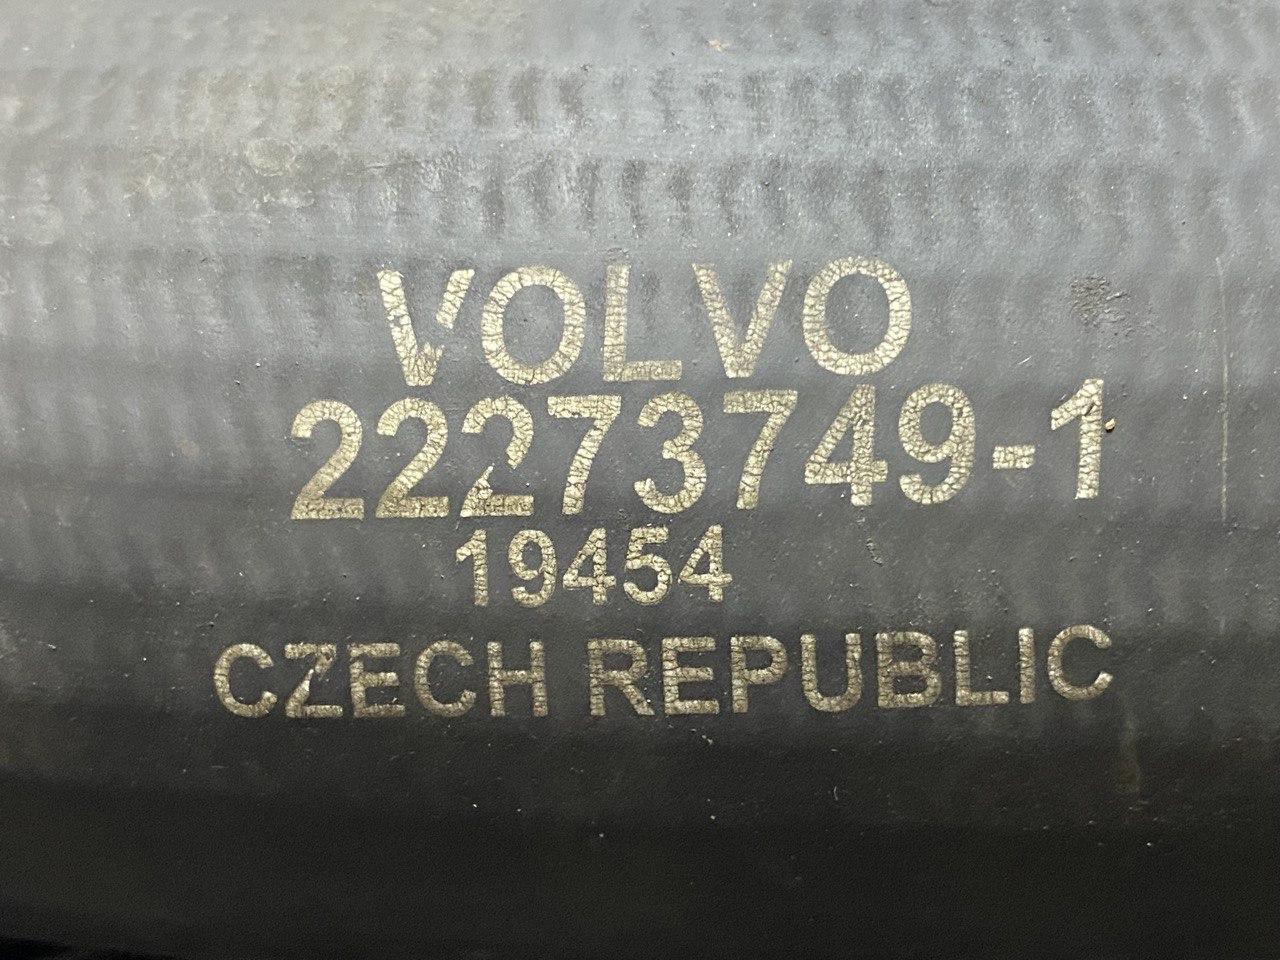 VOLVO
22273749-1
19454
CZECH REPUBLIC